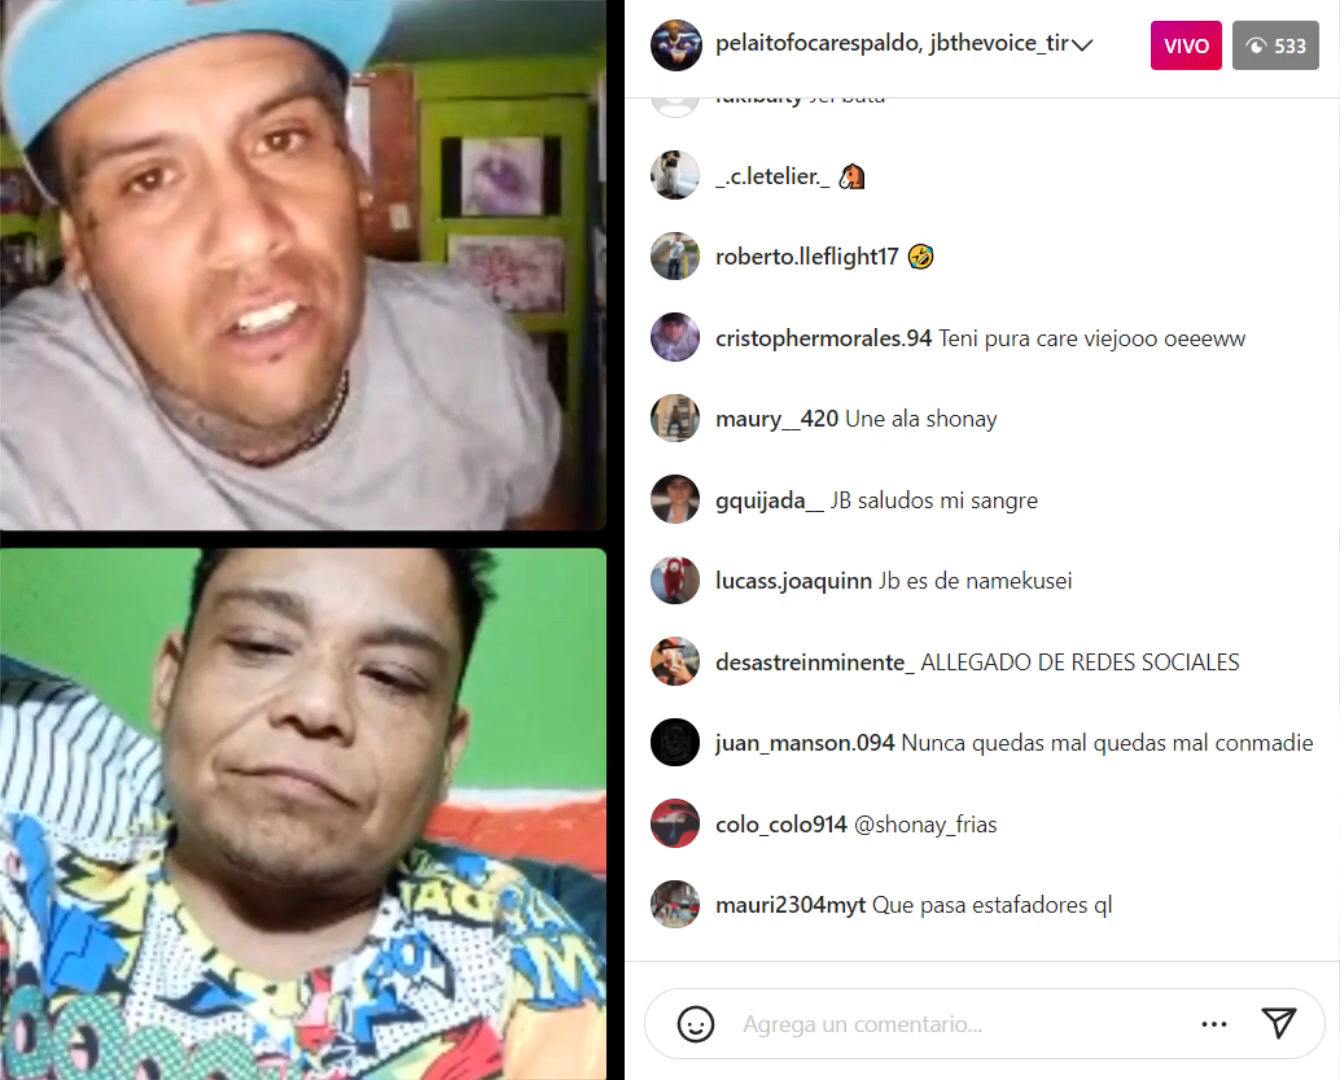 pelaitofocarespaldo, jbthevoice_tir
VIVO
533
_.c.letelier._
roberto.lleflight17
cristophermorales.94 Teni pura care viejooo oeeeww
maury__420 Une ala shonay
gquijada__ JB saludos mi sangre
lucass.joaquinn Jb es de namekusei
desastreinminente_ ALLEGADO DE REDES SOCIALES
juan_manson.094 Nunca quedas mal quedas mal conmadie
colo_colo914 @shonay_frias
mauri2304myt Que pasa estafadores ql
Agrega un comentario...